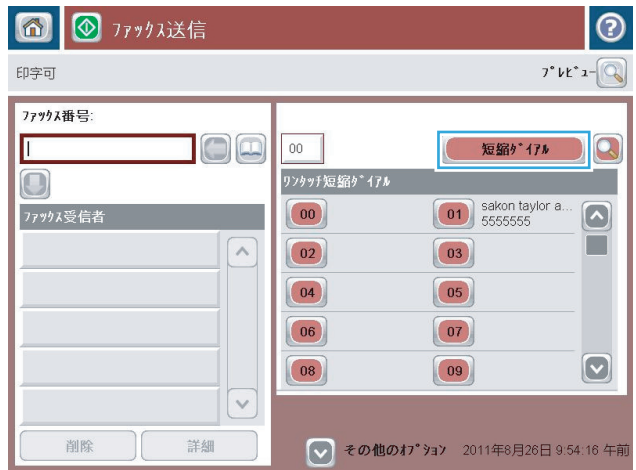 ﾌｧｯｸｽ送信
印字可
ﾌﾟﾚﾋﾞｭｰ
ﾌｧｯｸｽ番号:
00
短縮ﾀﾞｲｱﾙ
ﾜﾝﾀｯﾁ短縮ﾀﾞｲｱﾙ
ﾌｧｯｸｽ受信者
00
01 sakon taylor a...
5555555
02 03
04 05
06 07
08 09
削除 詳細
その他のｵﾌﾟｼｮﾝ 2011年8月26日 9:54:16 午前